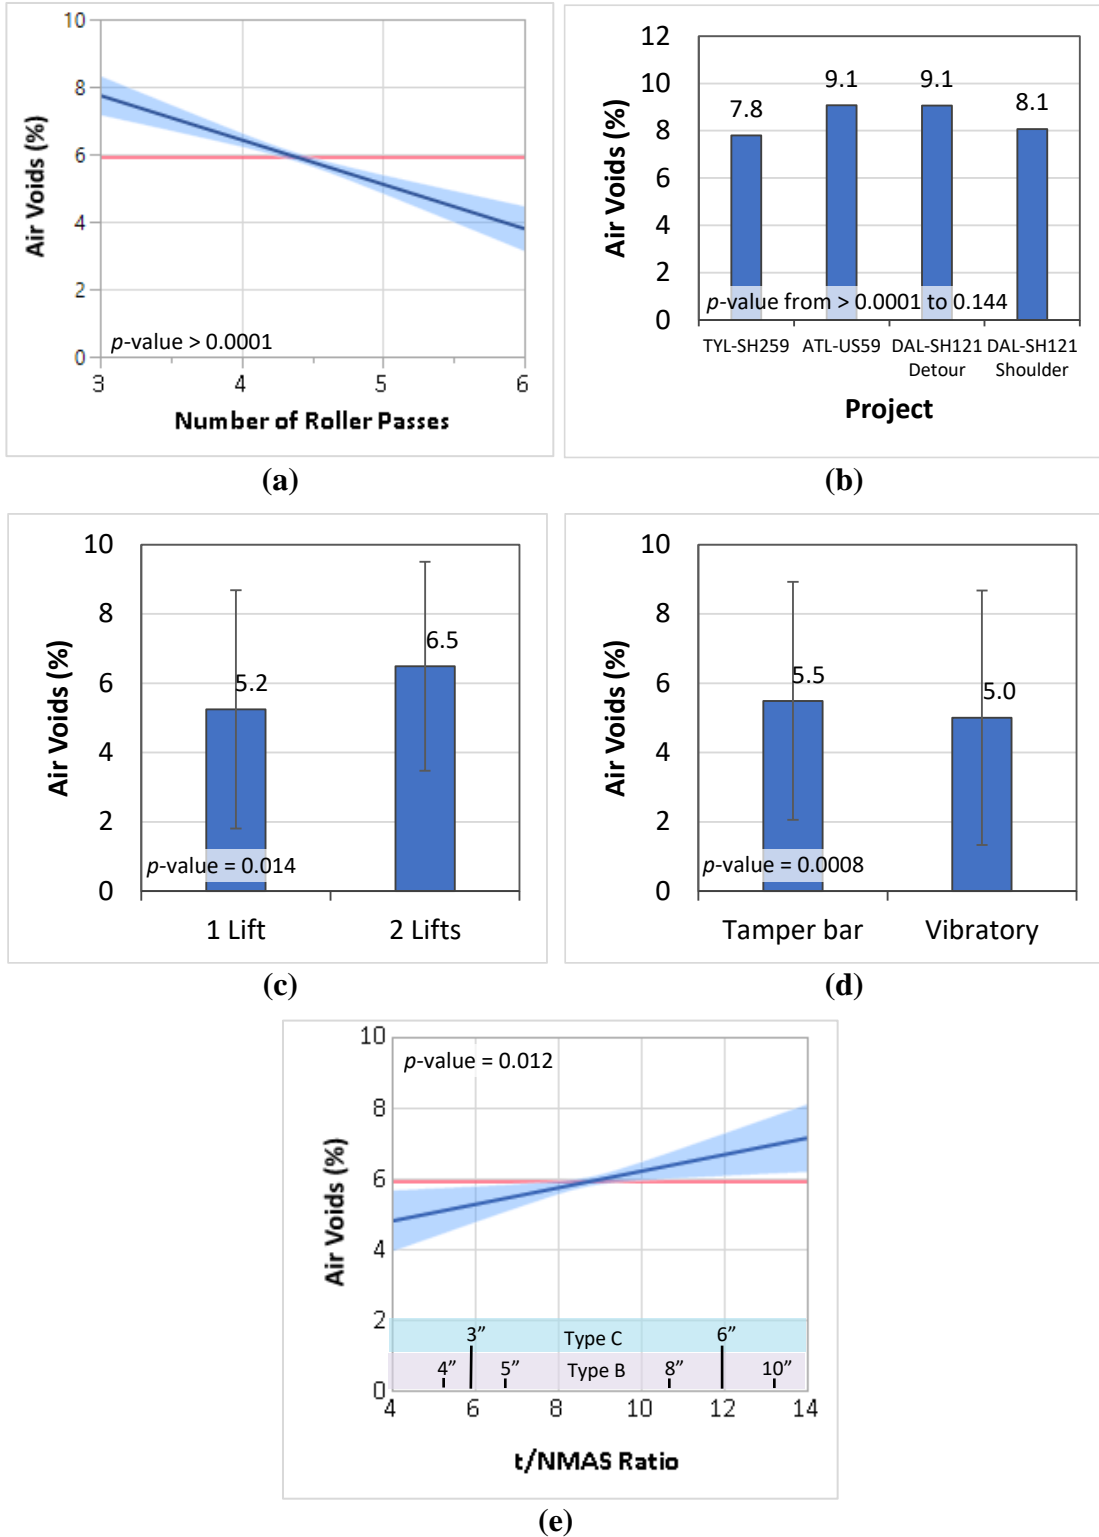 10
8
6
4
2
0
Air Voids (%)
p-value > 0.0001
3 4 5 6
Number of Roller Passes
(a)
12
10
8
6
4
2
0
Air Voids (%)
7.8 9.1 9.1 8.1
p-value from > 0.0001 to 0.144
TYL-SH259 ATL-US59 DAL-SH121 DAL-SH121
Detour Shoulder
Project
(b)
10
8
6
4
2
0
Air Voids (%)
5.2 6.5
p-value = 0.014
1 Lift 2 Lifts
(c)
10
8
6
4
2
0
Air Voids (%)
5.5 5.0
p-value = 0.0008
Tamper bar Vibratory
(d)
10
8
6
4
2
0
Air Voids (%)
p-value = 0.012
3” Type C 6”
4” 5” Type B 8” 10”
4 6 8 10 12 14
t/NMAS Ratio
(e)